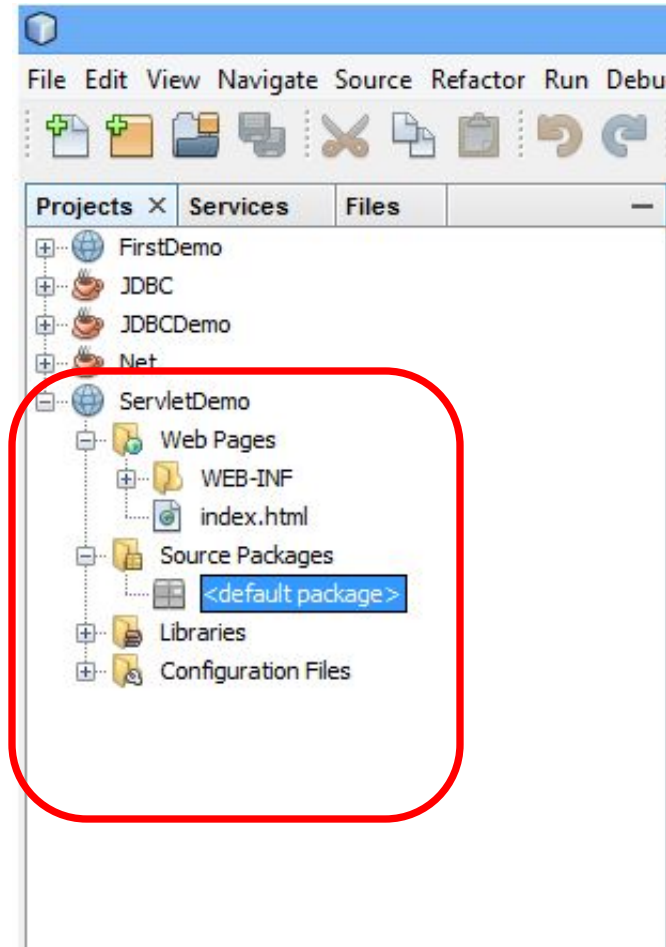 File Edit View Navigate Source Refactor Run Debu
Projects Services Files
FirstDemo
JDBC
JDBCDemo
Net
ServletDemo
Web Pages
WEB-INF
index.html
Source Packages
<default package>
Libraries
Configuration Files